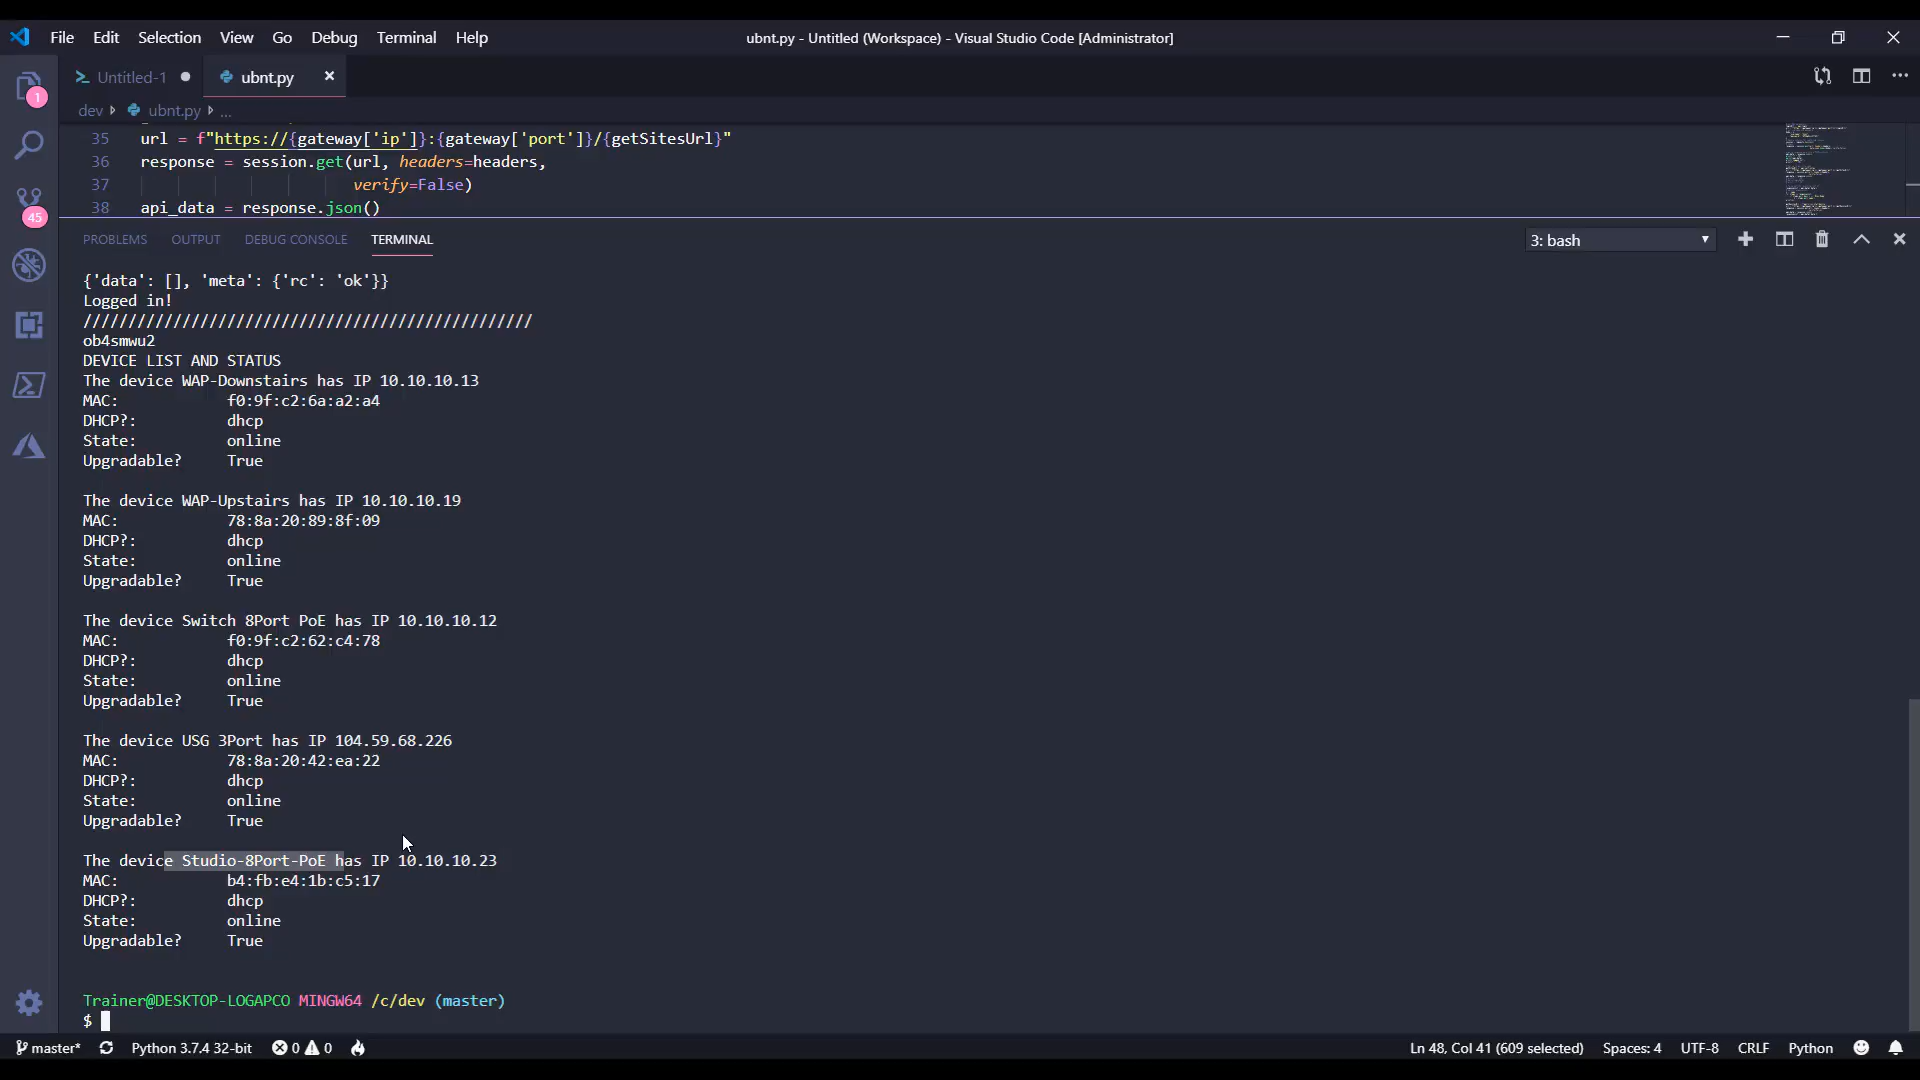 File Edit Selection View Go Debug Terminal Help
ubnt.py - Untitled (Workspace) - Visual Studio Code [Administrator]
Untitled-1
ubnt.py
1
dev
ubnt.py
...
35 url = f"https://{gateway['ip']}:{gateway['port']}/{getSitesUrl}"
36 response = session.get(url, headers=headers,
37 verify=False)
38 api_data = response.json()
45
PROBLEMS OUTPUT DEBUG CONSOLE TERMINAL
3: bash
{'data': [], 'meta': {'rc': 'ok'}}
Logged in!
//////////////////////////////////////////////////
ob4smwu2
DEVICE LIST AND STATUS
The device WAP-Downstairs has IP 10.10.10.13
MAC: f0:9f:c2:6a:a2:a4
DHCP?: dhcp
State: online
Upgradable? True
The device WAP-Upstairs has IP 10.10.10.19
MAC: 78:8a:20:89:8f:09
DHCP?: dhcp
State: online
Upgradable? True
The device Switch 8Port PoE has IP 10.10.10.12
MAC: f0:9f:c2:62:c4:78
DHCP?: dhcp
State: online
Upgradable? True
The device USG 3Port has IP 104.59.68.226
MAC: 78:8a:20:42:ea:22
DHCP?: dhcp
State: online
Upgradable? True
The device Studio-8Port-PoE has IP 10.10.10.23
MAC: b4:fb:e4:1b:c5:17
DHCP?: dhcp
State: online
Upgradable? True
Trainer@DESKTOP-LOGAPCO MINGW64 /c/dev (master)
$
master* Python 3.7.4 32-bit 0 0 Ln 48, Col 41 (609 selected) Spaces: 4 UTF-8 CRLF Python